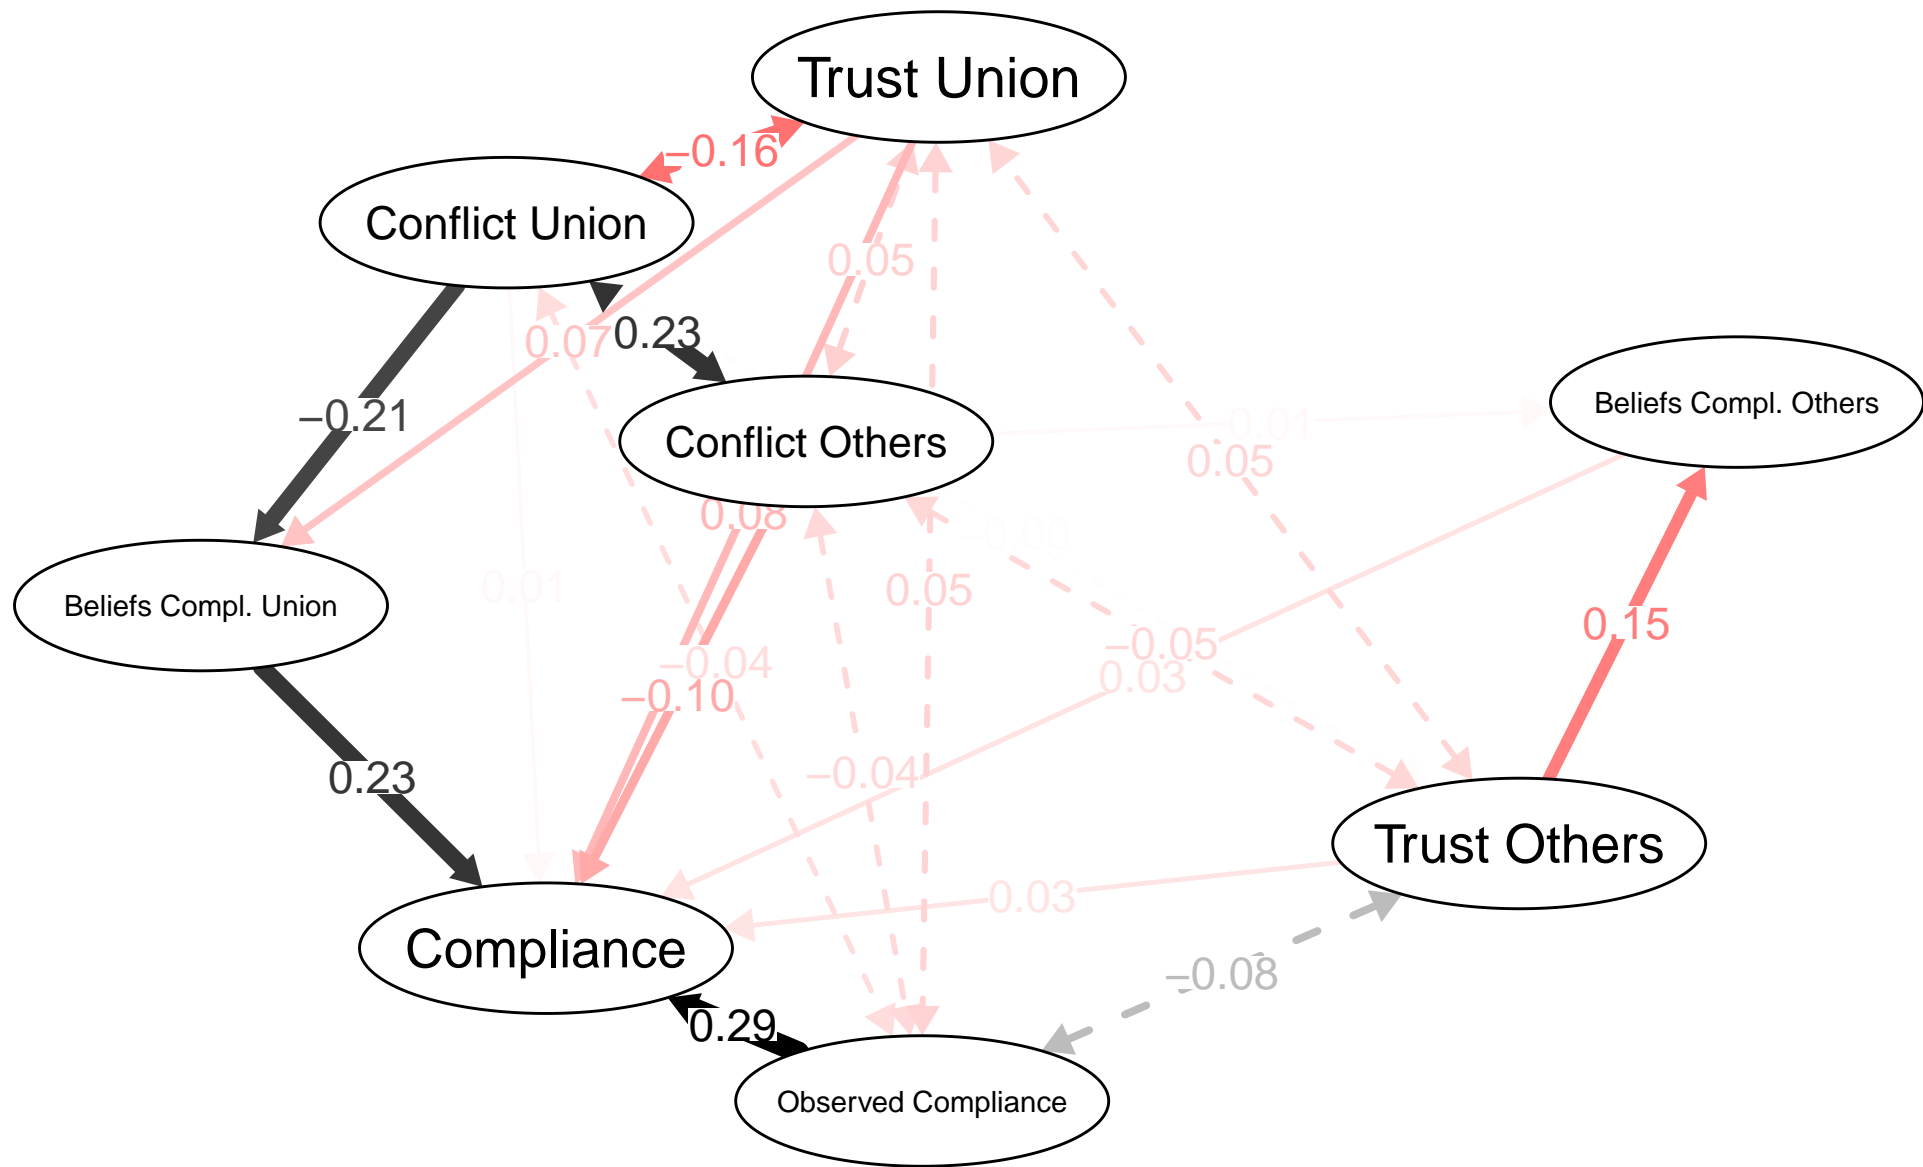 Trust Union
–0.16
Conflict Union
0.05
0.23
0.07
Beliefs Compl. Others
–0.21
0.01
Conflict Others
0.05
0.08
–0.00
0.01
0.05
Beliefs Compl. Union
0.15
–0.05
–0.04
0.03
–0.10
0.23
–0.04
Trust Others
0.03
Compliance
–0.08
0.29
Observed Compliance